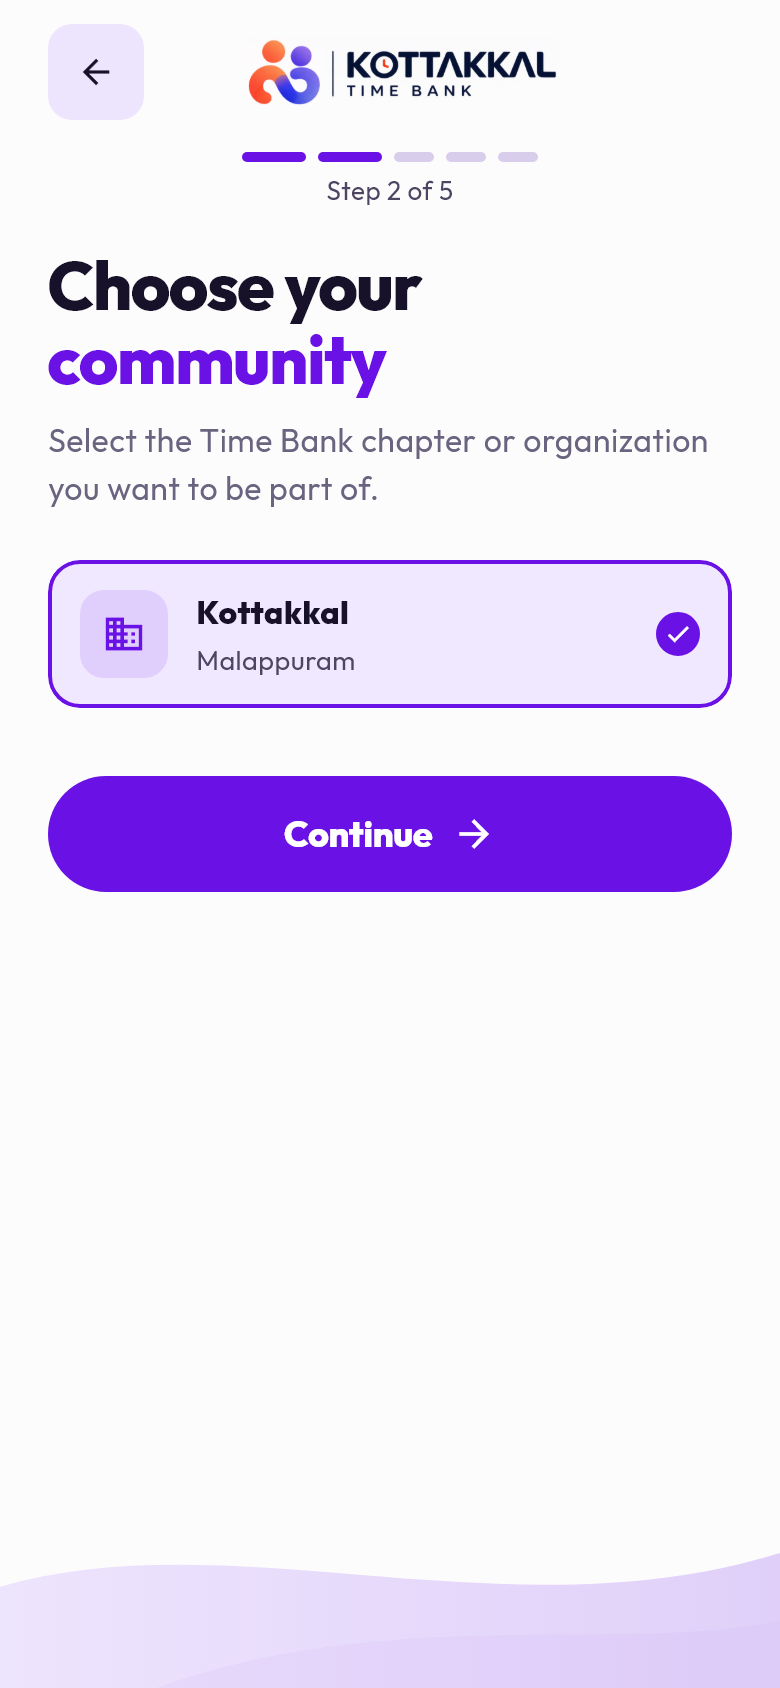 KOTTAKKAL
TIME BANK
Step 2 of 5
Choose your
community
Select the Time Bank chapter or organization
you want to be part of.
Kottakkal
Malappuram
Continue